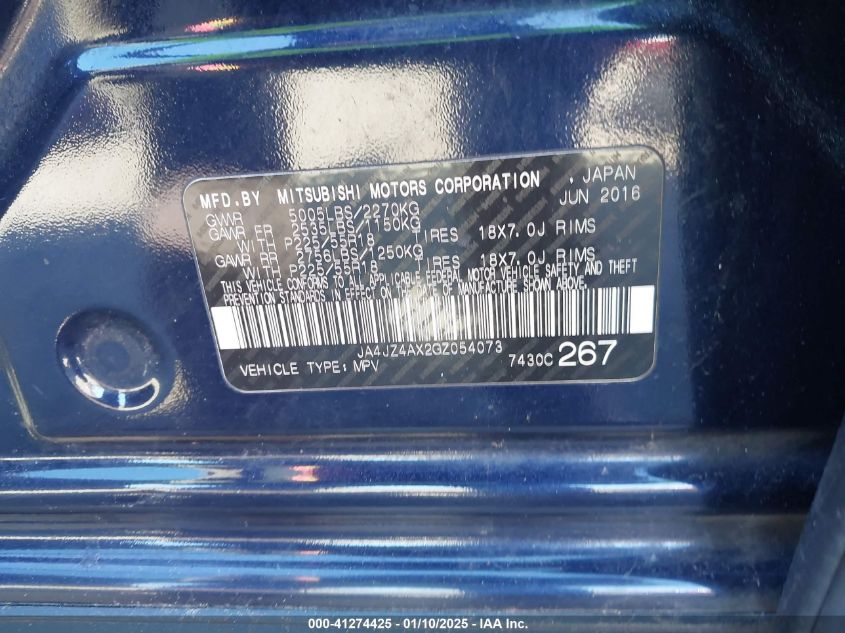 MFD.BY MITSUBISHI MOTORS CORPORATION , JAPAN
GVWR 5005LBS/2270KG JUN 2016
GAWR FR 2535LBS/1150KG
WITH P225/55R18 TIRES 18X7.0J RIMS
GAWR RR 2756LBS/1250KG
WITH P225/55R18 TIRES 18X7.0J RIMS
THIS VEHICLE CONFORMS TO ALL APPLICABLE FEDERAL MOTOR VEHICLE SAFETY AND THEFT
PREVENTION STANDARDS IN EFFECT ON THE DATE OF MANUFACTURE SHOWN ABOVE.
JA4JZ4AX2GZ054073
VEHICLE TYPE:MPV 7430C 267
000-41274425 - 01/10/2025 - © IAA Inc.